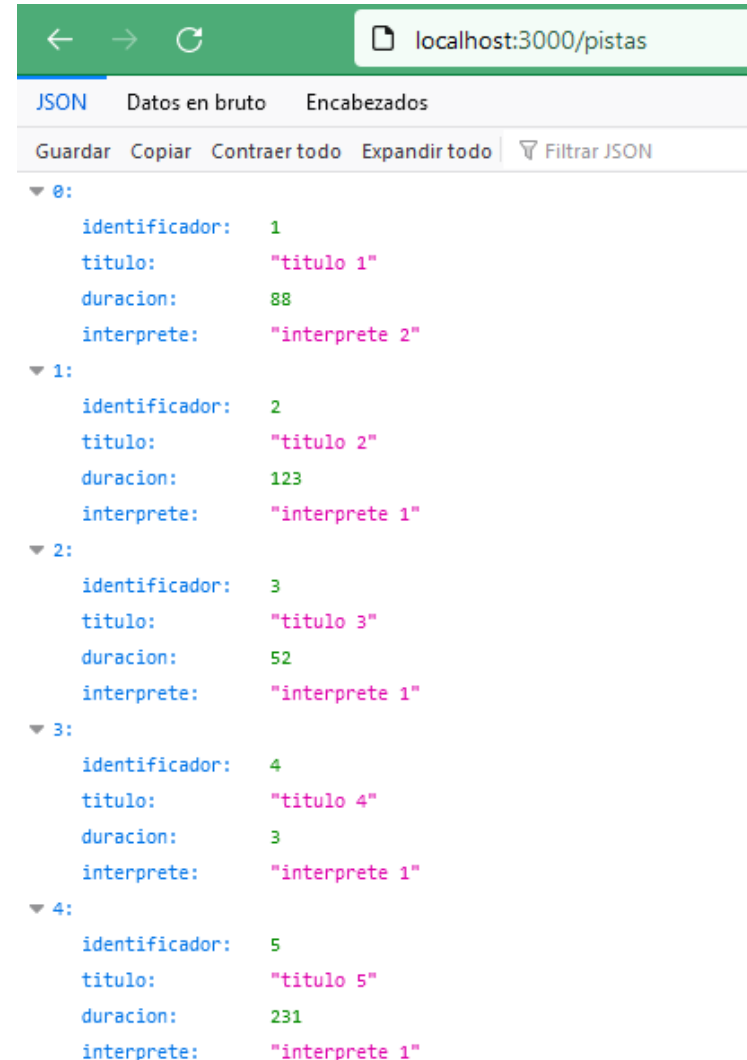 localhost:3000/pistas
JSON Datos en bruto Encabezados
Guardar Copiar Contraer todo Expandir todo Filtrar JSON
0:
identificador: 1
titulo: "titulo 1"
duracion: 88
interprete: "interprete 2"
1:
identificador: 2
titulo: "titulo 2"
duracion: 123
interprete: "interprete 1"
2:
identificador: 3
titulo: "titulo 3"
duracion: 52
interprete: "interprete 1"
3:
identificador: 4
titulo: "titulo 4"
duracion: 3
interprete: "interprete 1"
4:
identificador: 5
titulo: "titulo 5"
duracion: 231
interprete: "interprete 1"